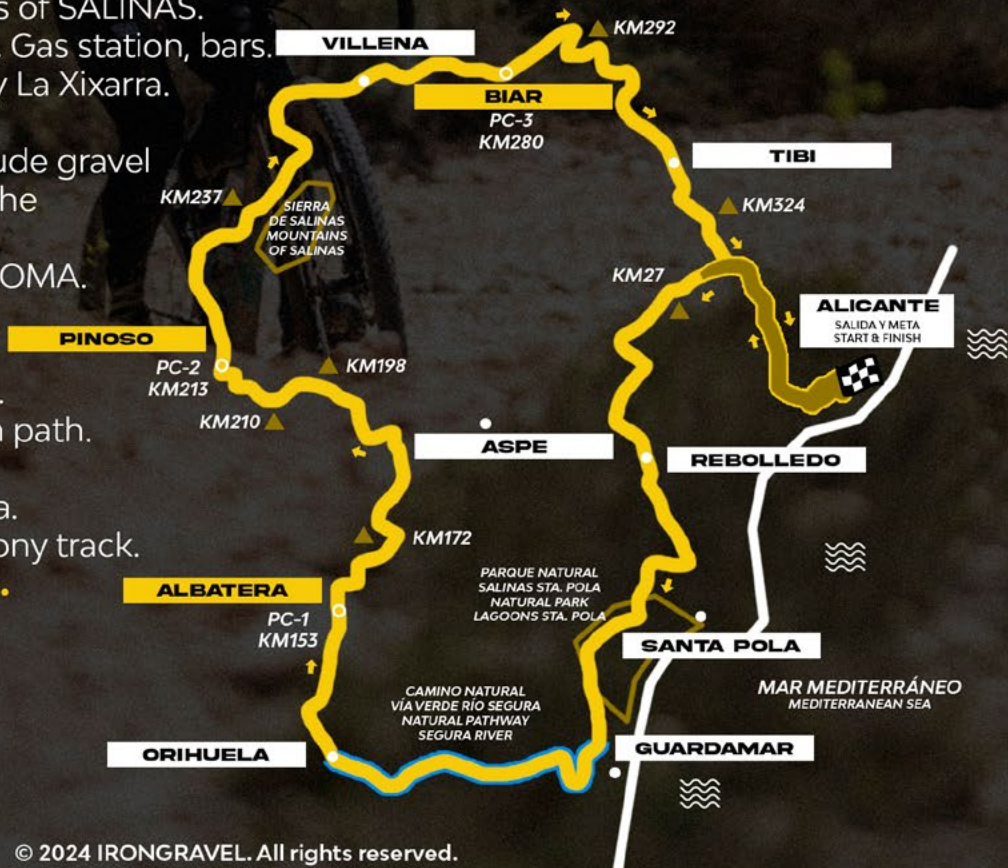 s of SALINAS.
. Gas station, bars.
y La Xixarra.
ude gravel
he
OMA.
.
path.
a.
ony track.
VILLENA
KM292
BIAR
PC-3
KM280
TIBI
KM237
SIERRA
DE SALINAS
MOUNTAINS
OF SALINAS
KM324
KM27
ALICANTE
SALIDA Y META
START & FINISH
PINOSO
PC-2
KM213
KM198
KM210
ASPE
REBOLLEDO
KM172
PARQUE NATURAL
SALINAS STA. POLA
NATURAL PARK
LAGOONS STA. POLA
ALBATERA
PC-1
KM153
SANTA POLA
MAR MEDITERRÁNEO
MEDITERRANEAN SEA
CAMINO NATURAL
VÍA VERDE RÍO SEGURA
NATURAL PATHWAY
SEGURA RIVER
ORIHUELA
GUARDAMAR
© 2024 IRONGRAVEL. All rights reserved.